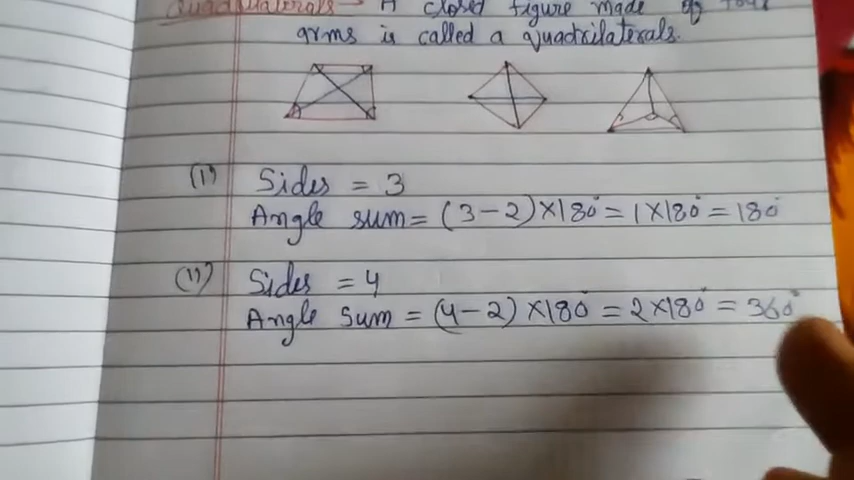 Quadrilaterals → A closed figure made of four
arms is called a quadrilaterals.
(i) Sides = 3
Angle sum = (3-2)×180° = 1×180° = 180°
(ii) Sides = 4
Angle sum = (4-2)×180° = 2×180° = 360°